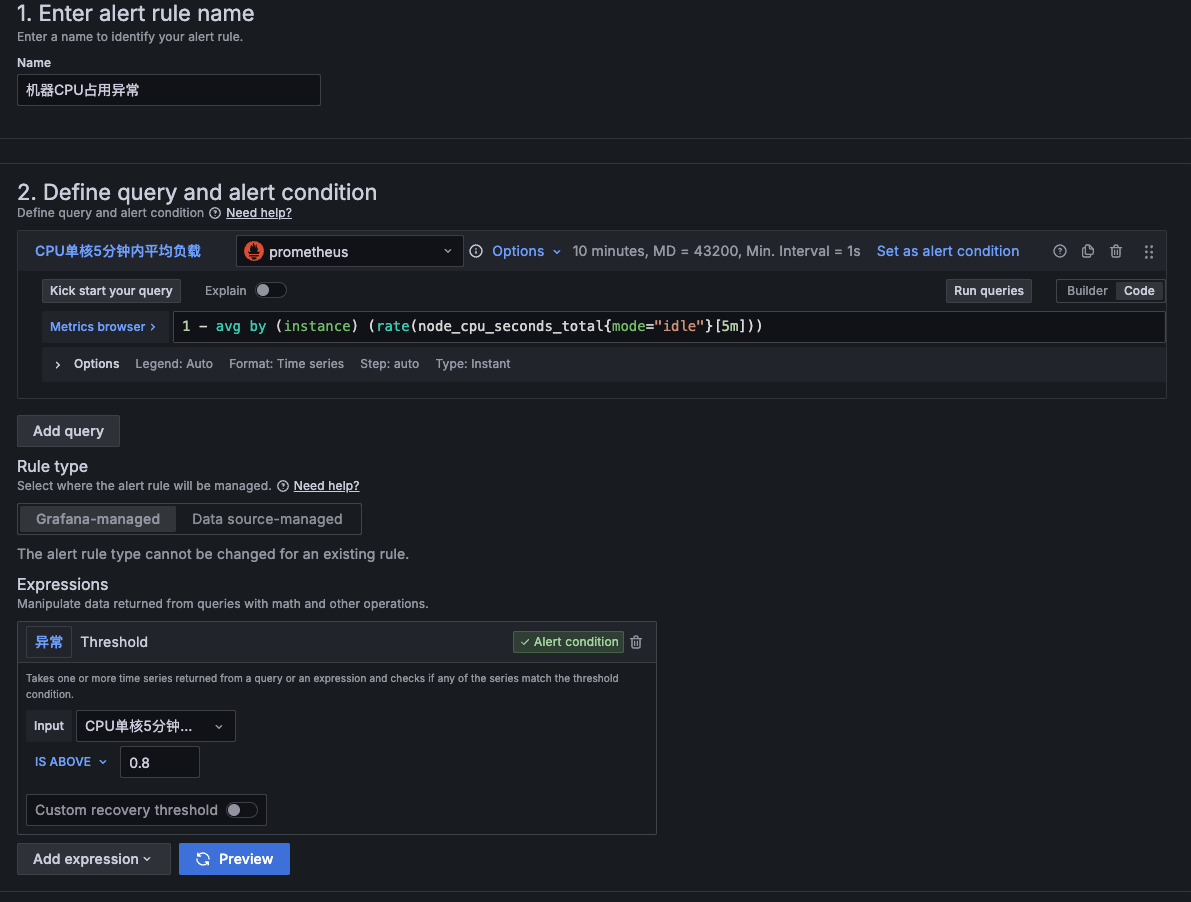 1. Enter alert rule name
Enter a name to identify your alert rule.
Name
机器CPU占用异常
2. Define query and alert condition
Define query and alert condition Need help?
CPU单核5分钟内平均负载 prometheus Options 10 minutes, MD = 43200, Min. Interval = 1s Set as alert condition
Kick start your query Explain Run queries Builder Code
Metrics browser > 1 - avg by (instance) (rate(node_cpu_seconds_total{mode="idle"}[5m]))
> Options Legend: Auto Format: Time series Step: auto Type: Instant
Add query
Rule type
Select where the alert rule will be managed. Need help?
Grafana-managed Data source-managed
The alert rule type cannot be changed for an existing rule.
Expressions
Manipulate data returned from queries with math and other operations.
异常 Threshold Alert condition
Takes one or more time series returned from a query or an expression and checks if any of the series match the threshold
condition.
Input CPU单核5分钟...
IS ABOVE 0.8
Custom recovery threshold
Add expression Preview